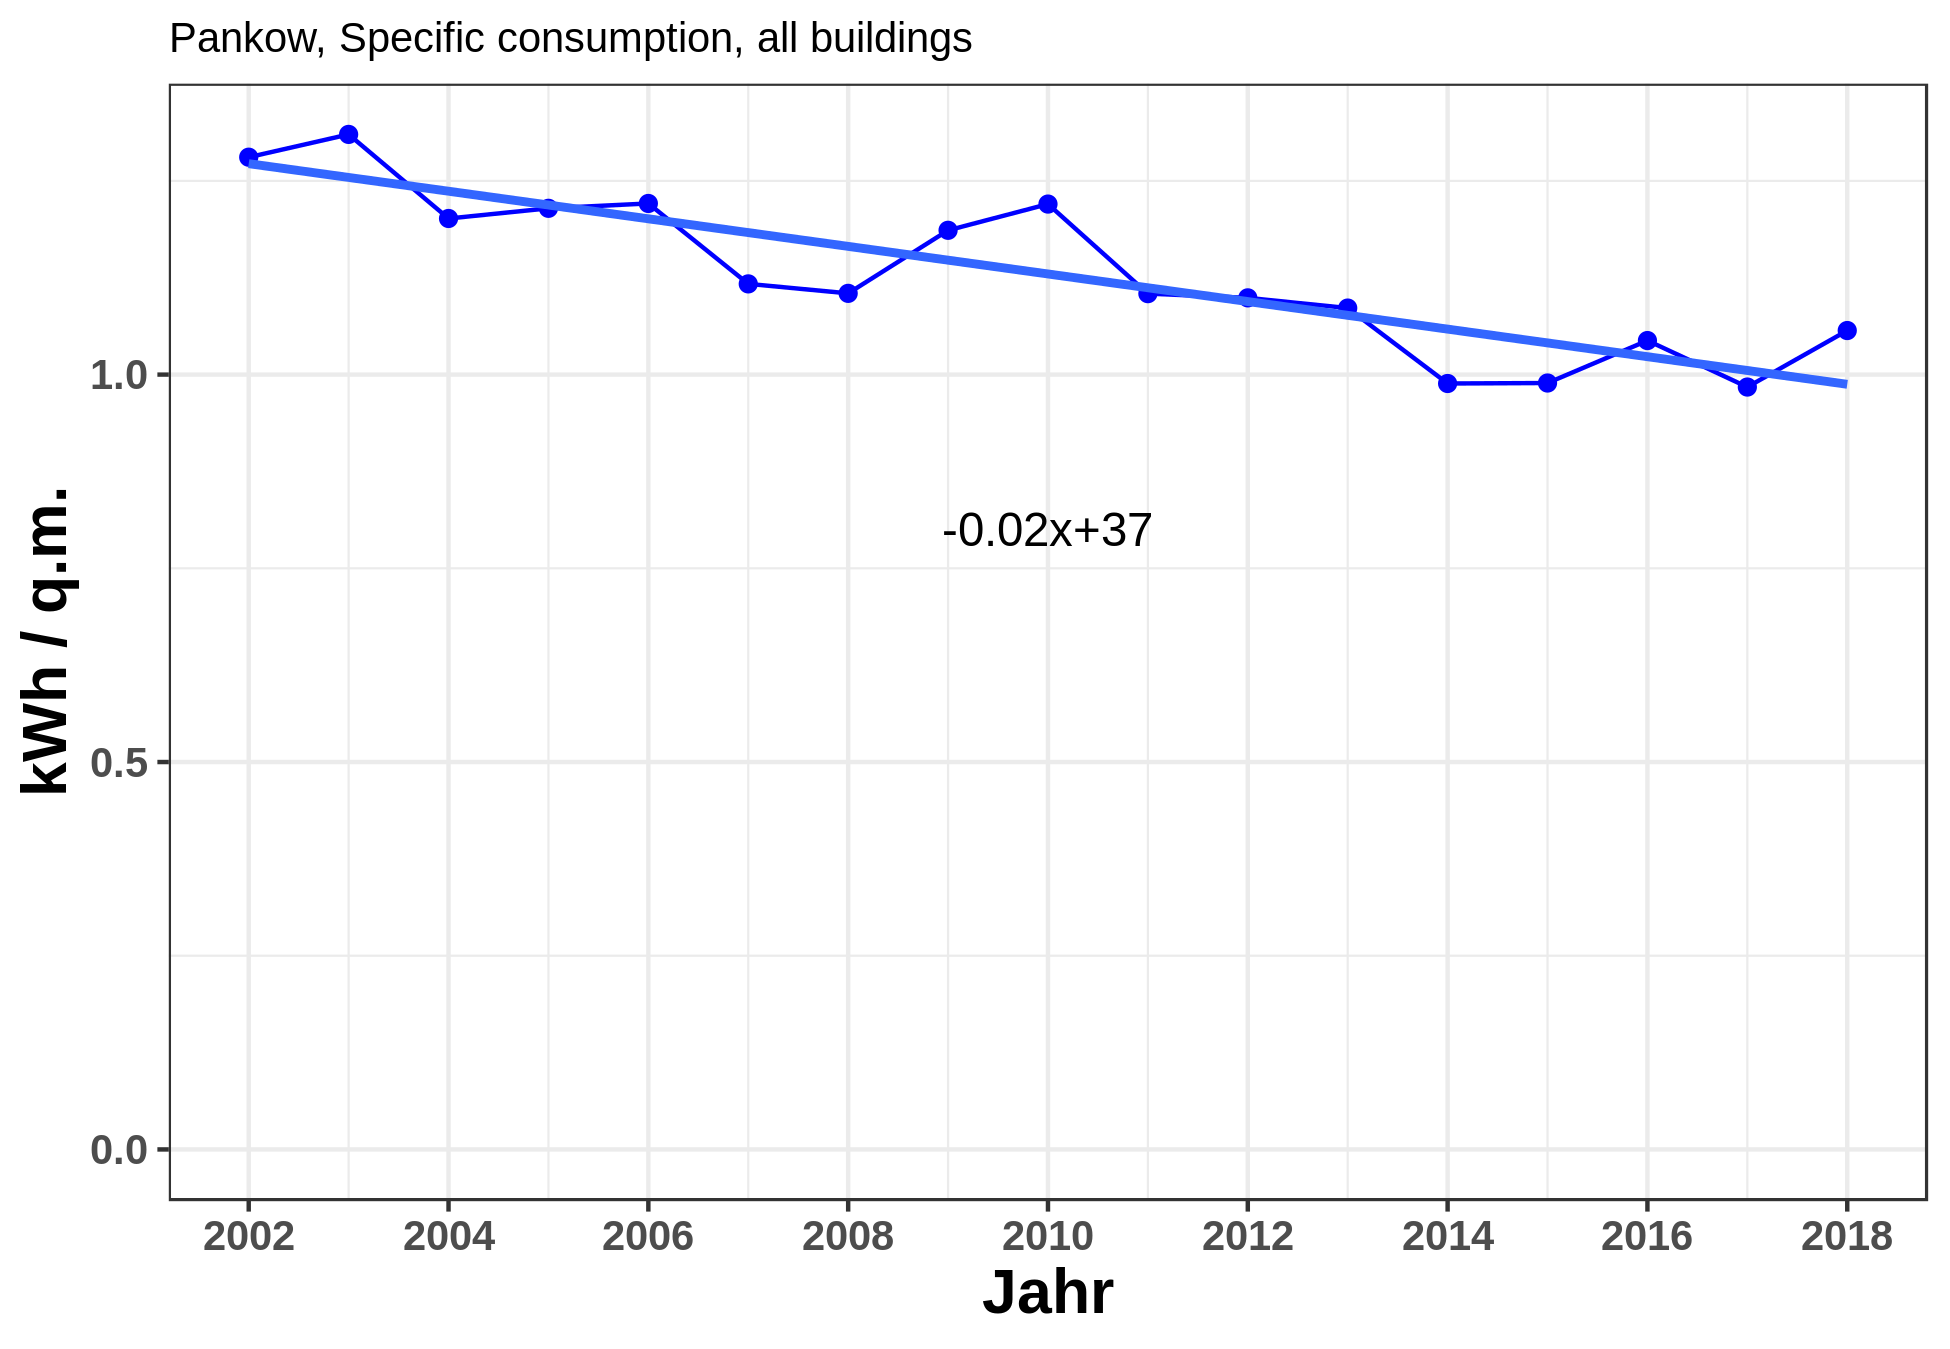 Pankow, Specific consumption, all buildings
kWh / q.m.
1.0
0.5
0.0
-0.02x+37
2002 2004 2006 2008 2010 2012 2014 2016 2018
Jahr